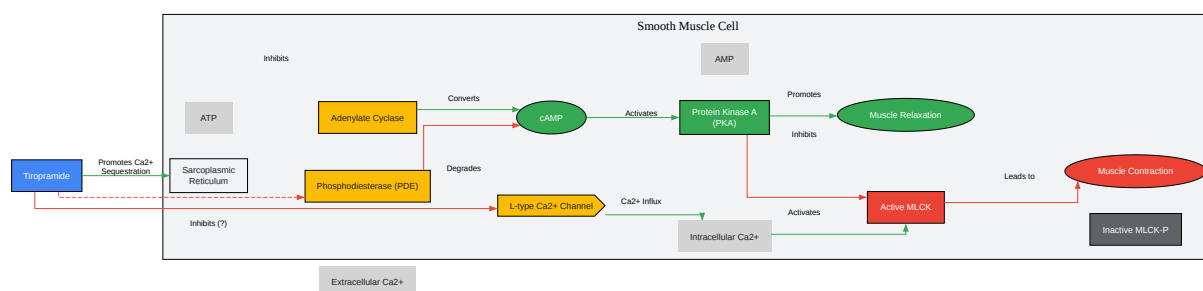 Smooth Muscle Cell
Inhibits
AMP
ATP
Adenylate Cyclase
Converts
cAMP
Activates
Protein Kinase A
(PKA)
Promotes
Inhibits
Muscle Relaxation
Tiropramide
Promotes Ca2+
Sequestration
Sarcoplasmic
Reticulum
Phosphodiesterase (PDE)
Degrades
Leads to
Muscle Contraction
L-type Ca2+ Channel
Ca2+ Influx
Activates
Active MLCK
Inhibits (?)
Intracellular Ca2+
Inactive MLCK-P
Extracellular Ca2+